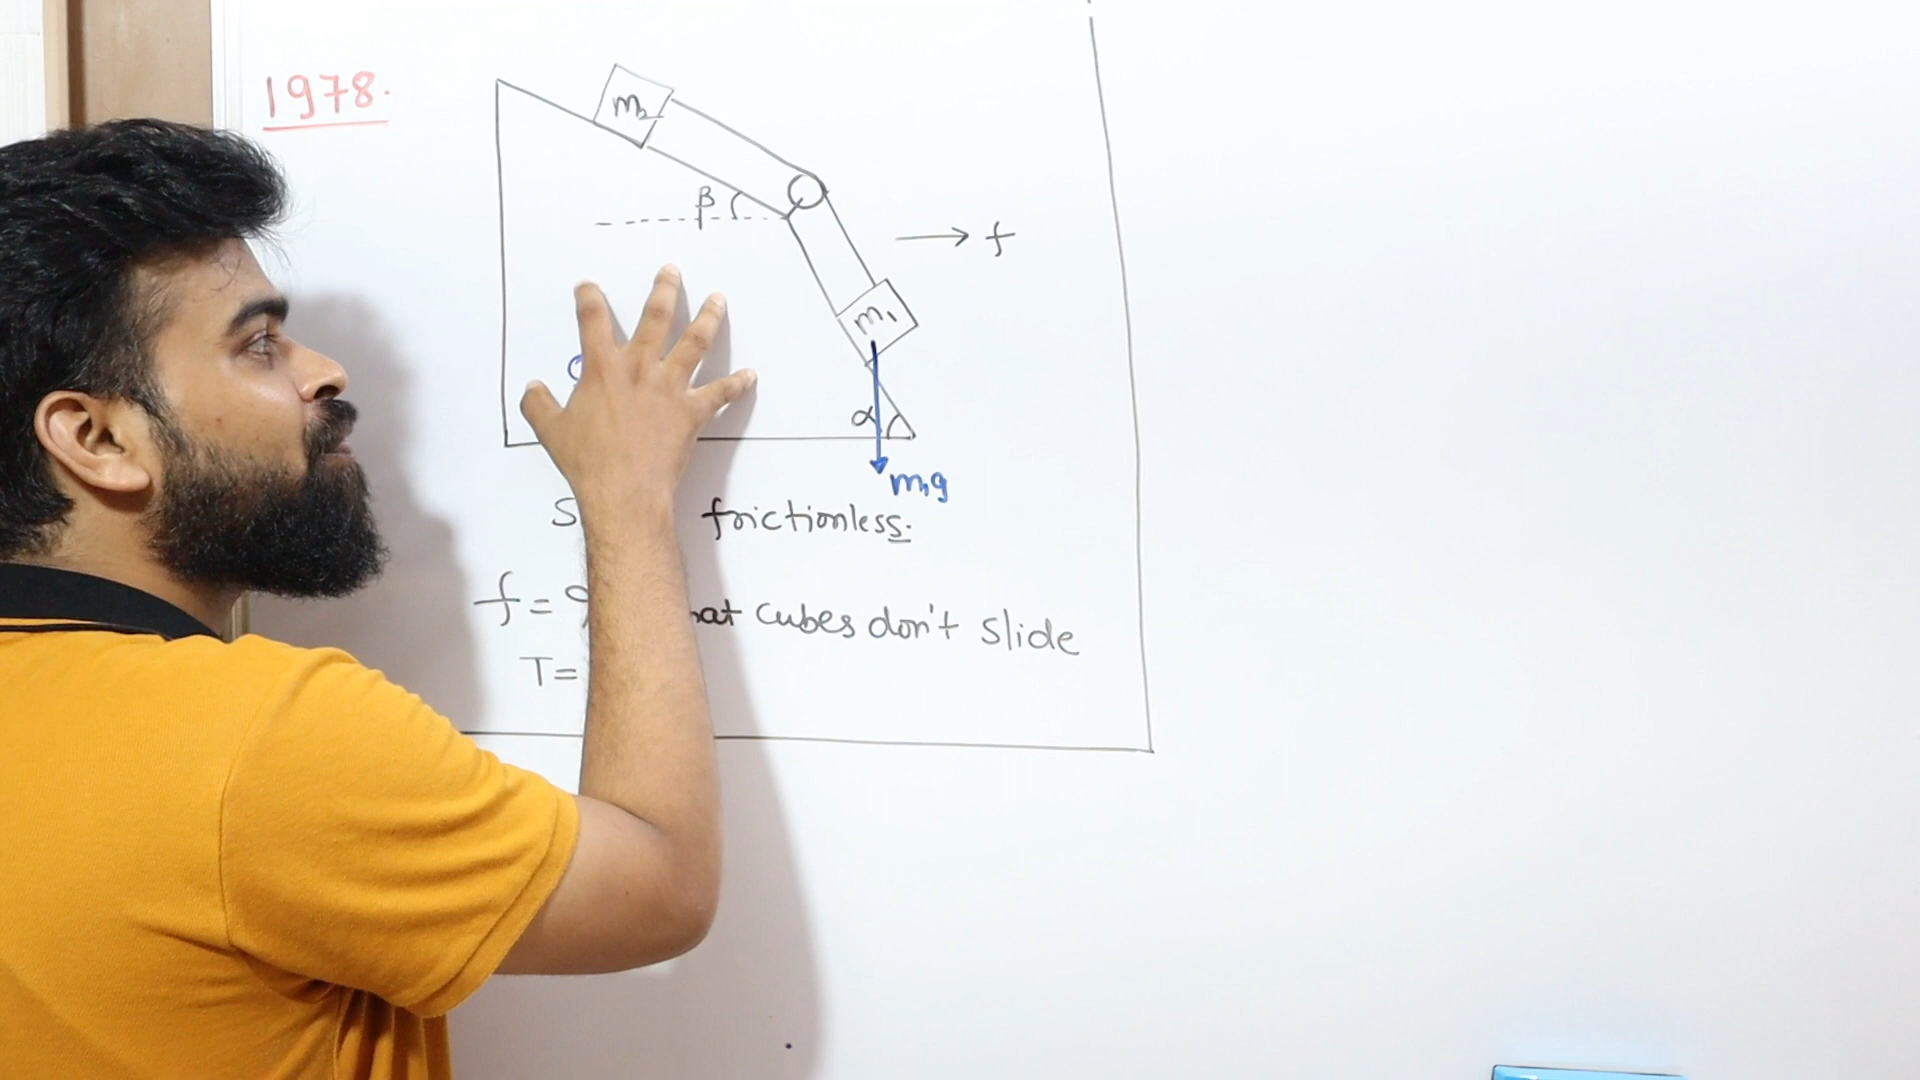 1978.
m2
β
f
m1
α
m1g
frictionless.
f = cubes don't slide
T =